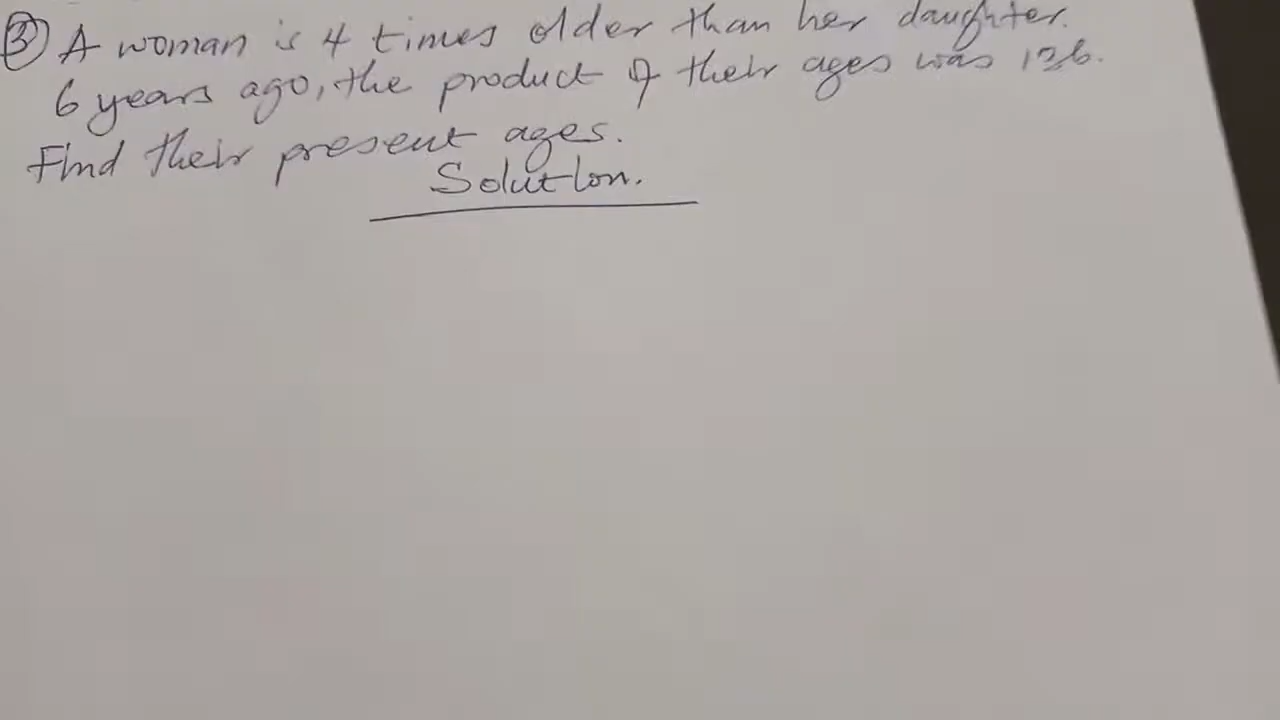 ③ A woman is 4 times older than her daughter.
6 years ago, the product of their ages was 136.
Find their present ages.
Solution.